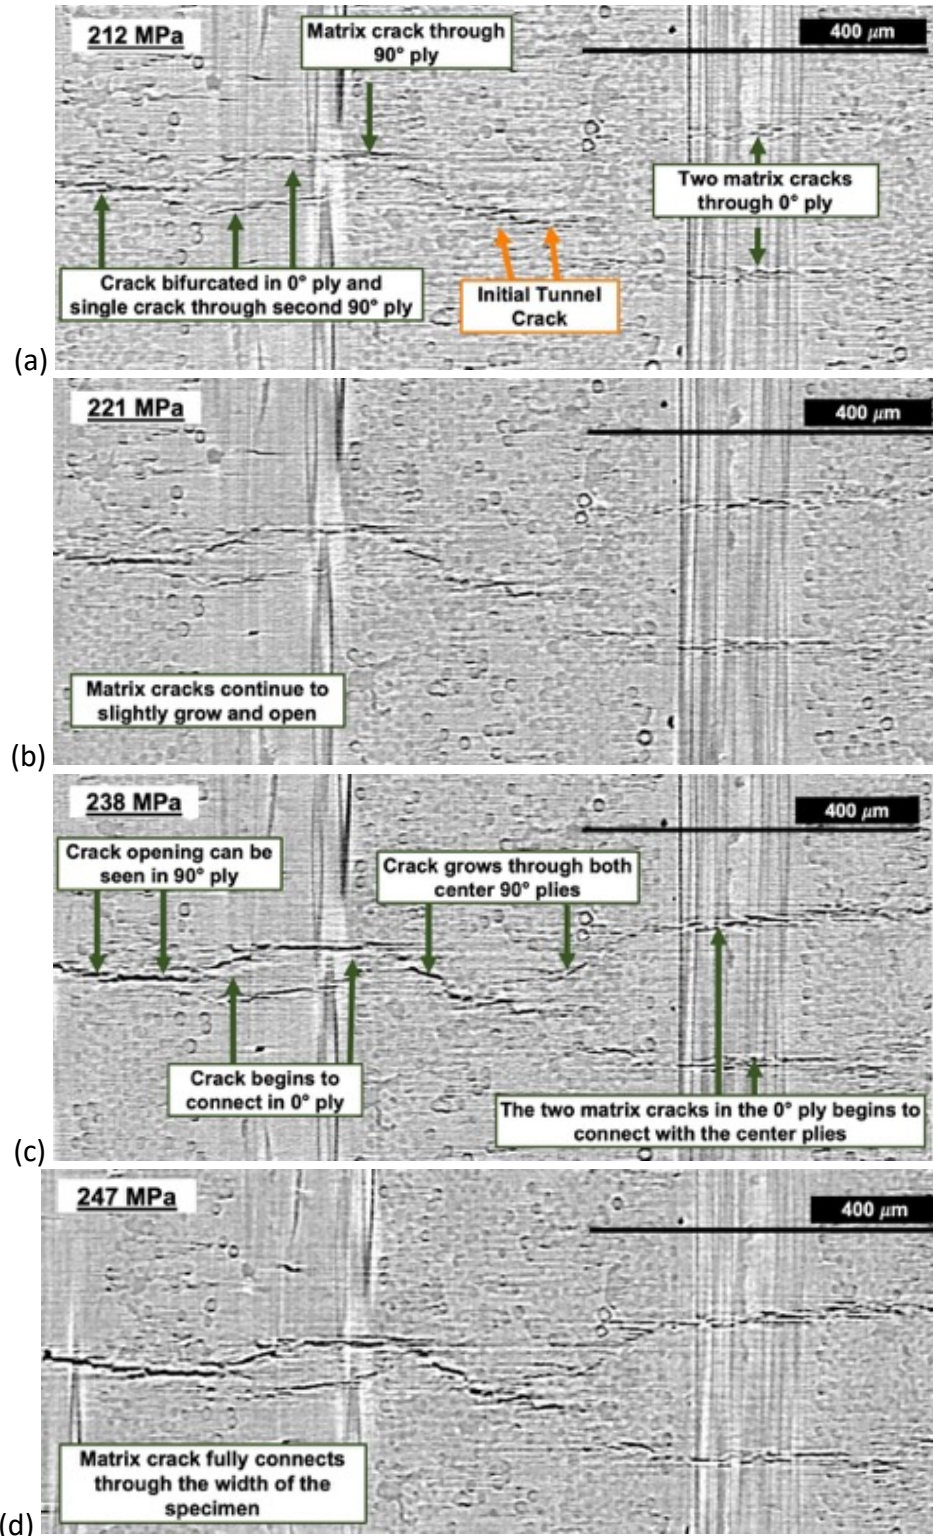 212 MPa
Matrix crack through
90° ply
400 μm
Two matrix cracks
through 0° ply
Crack bifurcated in 0° ply and
single crack through second 90° ply
Initial Tunnel
Crack
(a)
221 MPa
400 μm
Matrix cracks continue to
slightly grow and open
(b)
238 MPa
400 μm
Crack opening can be
seen in 90° ply
Crack grows through both
center 90° plies
Crack begins to
connect in 0° ply
The two matrix cracks in the 0° ply begins to
connect with the center plies
(c)
247 MPa
400 μm
Matrix crack fully connects
through the width of the
specimen
(d)